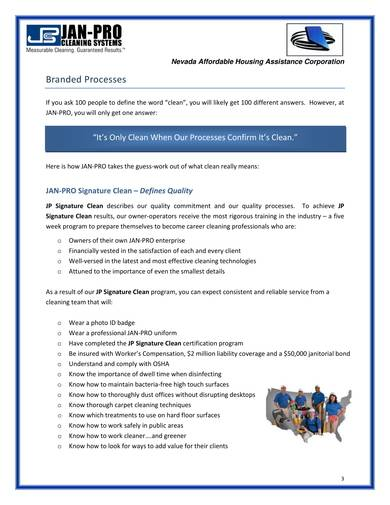 JAN-PRO
CLEANING SYSTEMS
Measurable Cleaning. Guaranteed Results.™
Nevada Affordable Housing Assistance Corporation
Branded Processes
If you ask 100 people to define the word “clean”, you will likely get 100 different answers. However, at
JAN-PRO, you will only get one answer:
“It’s Only Clean When Our Processes Confirm It’s Clean.”
Here is how JAN-PRO takes the guess-work out of what clean really means:
JAN-PRO Signature Clean – Defines Quality
JP Signature Clean describes our quality commitment and our quality processes. To achieve JP
Signature Clean results, our owner-operators receive the most rigorous training in the industry – a five
week program to prepare themselves to become career cleaning professionals who are:
o Owners of their own JAN-PRO enterprise
o Financially vested in the satisfaction of each and every client
o Well-versed in the latest and most effective cleaning technologies
o Attuned to the importance of even the smallest details
As a result of our JP Signature Clean program, you can expect consistent and reliable service from a
cleaning team that will:
o Wear a photo ID badge
o Wear a professional JAN-PRO uniform
o Have completed the JP Signature Clean certification program
o Be insured with Worker’s Compensation, $2 million liability coverage and a $50,000 janitorial bond
o Understand and comply with OSHA
o Know the importance of dwell time when disinfecting
o Know how to maintain bacteria-free high touch surfaces
o Know how to thoroughly dust offices without disrupting desktops
o Know thorough carpet cleaning techniques
o Know which treatments to use on hard floor surfaces
o Know how to work safely in public areas
o Know how to work cleaner….and greener
o Know how to look for ways to add value for their clients
3